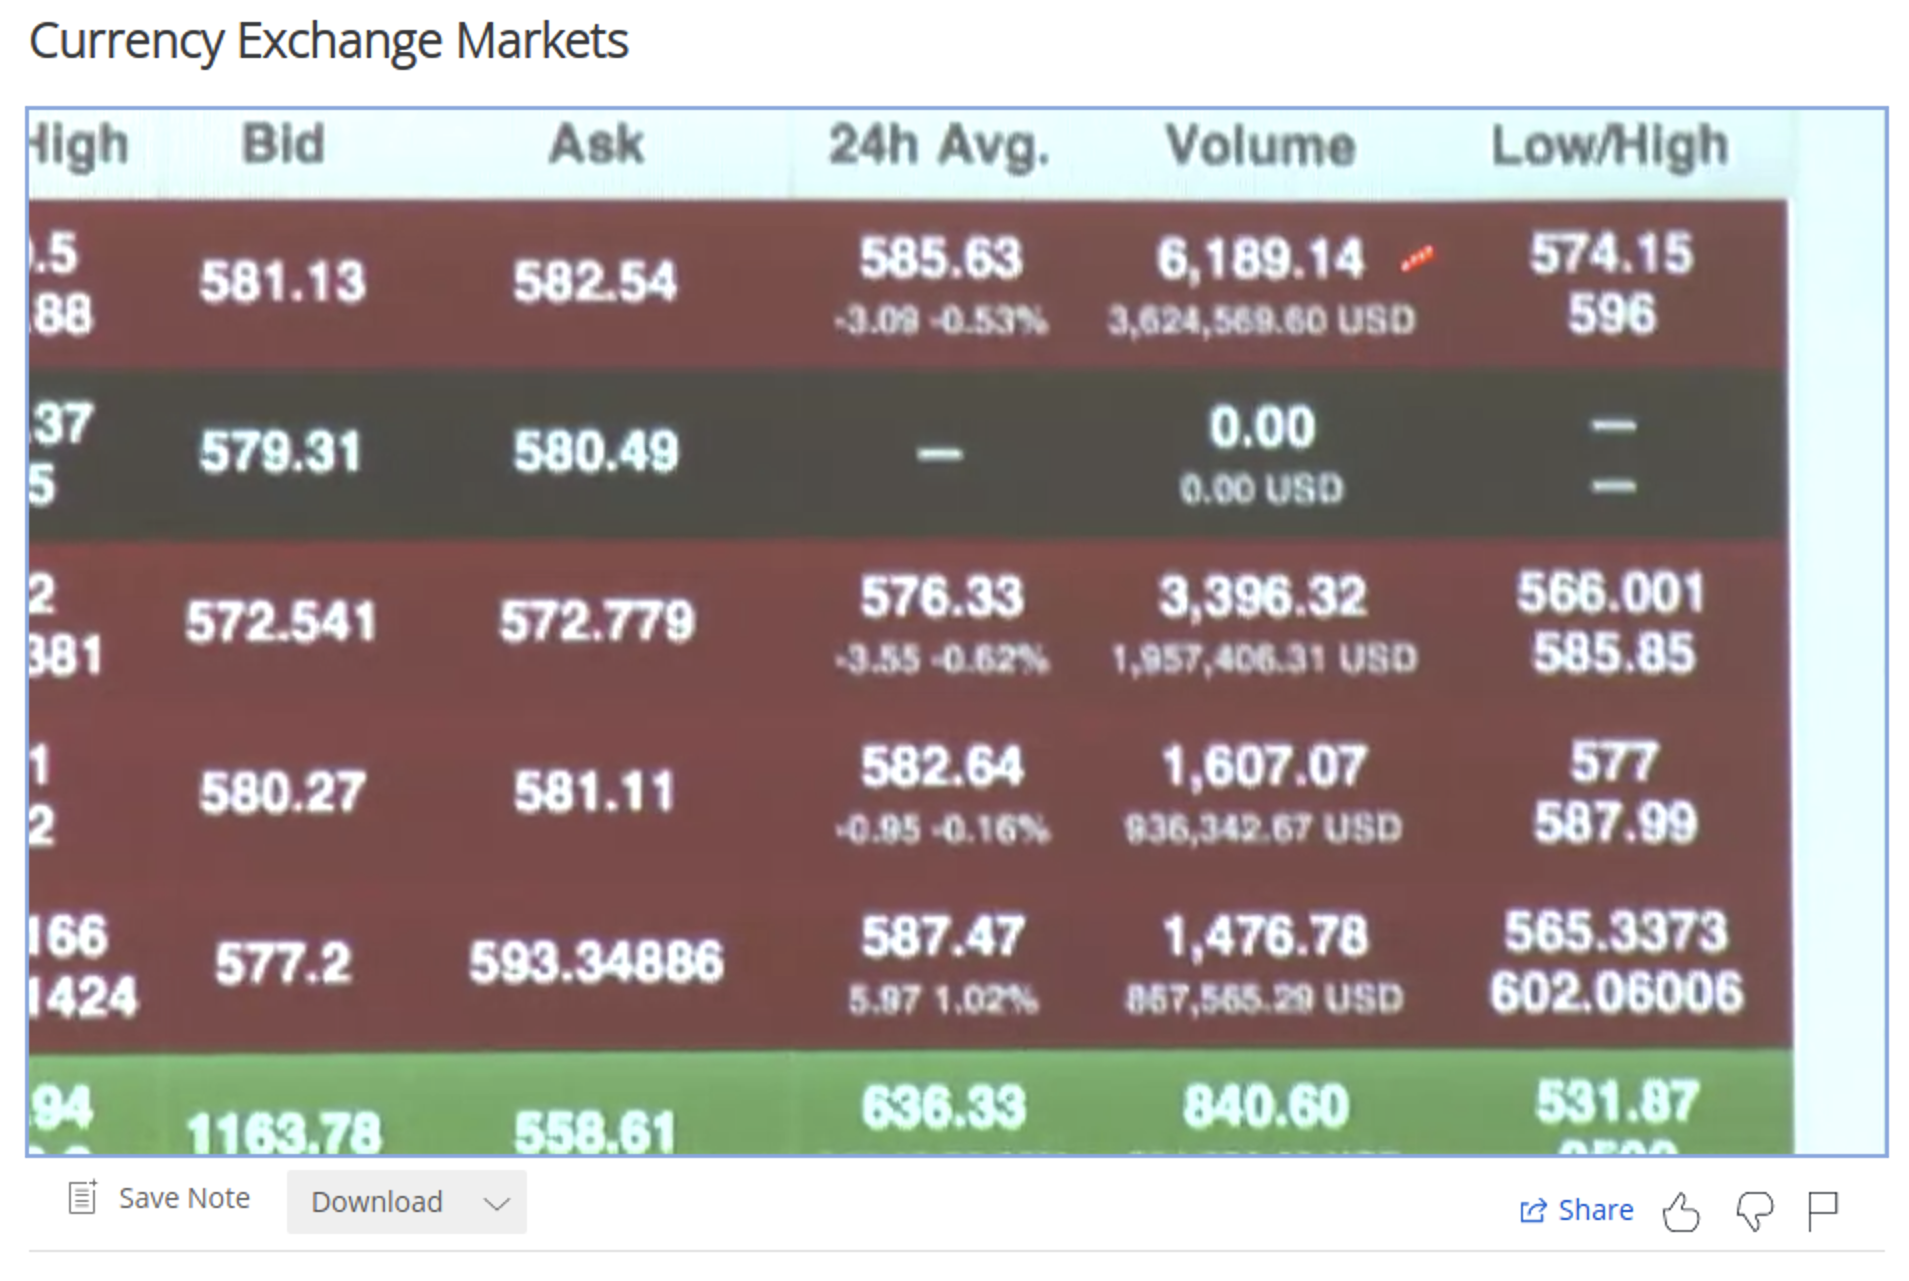 Currency Exchange Markets
High Bid Ask 24h Avg. Volume Low/High
.5 581.13 582.54 585.63 6,189.14 574.15
.88 -3.09 -0.53% 3,624,569.60 USD 596
.37 579.31 580.49 — 0.00 —
5 0.00 USD —
2 572.541 572.779 576.33 3,396.32 566.001
381 -3.55 -0.62% 1,957,406.31 USD 585.85
1 580.27 581.11 582.64 1,607.07 577
2 -0.95 -0.16% 936,342.67 USD 587.99
166 577.2 593.34886 587.47 1,476.78 565.3373
1424 5.97 1.02% 867,565.29 USD 602.06006
.94 1163.78 558.61 636.33 840.60 531.87
Save Note Download Share